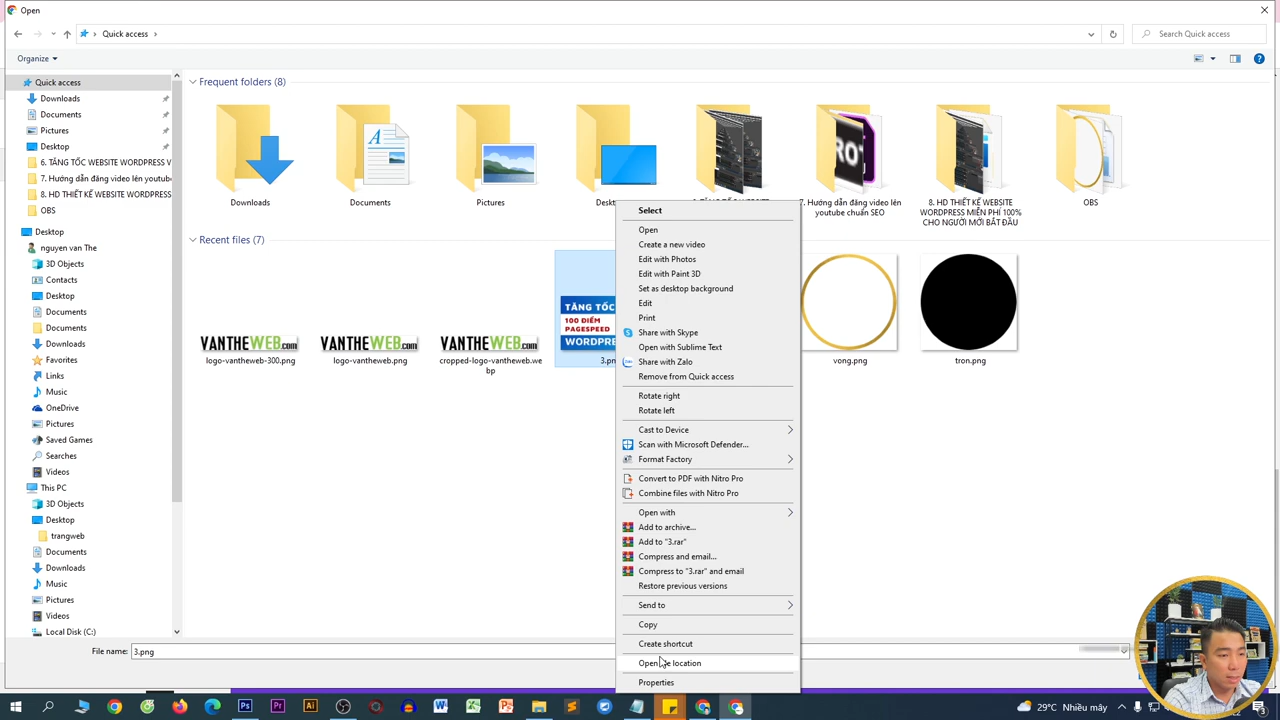 Open
Quick access
Search Quick access
Organize
Quick access
Downloads
Documents
Pictures
Desktop
6. TĂNG TỐC WEBSITE WORDPRESS V
7. Hướng dẫn đăng video lên youtube
8. HD THIẾT KẾ WEBSITE WORDPRESS
OBS
Desktop
nguyen van The
3D Objects
Contacts
Desktop
Documents
Documents
Downloads
Favorites
Links
Music
OneDrive
Pictures
Saved Games
Searches
Videos
This PC
3D Objects
Desktop
trangweb
Documents
Downloads
Music
Pictures
Videos
Local Disk (C:)
Frequent folders (8)
Downloads
Documents
Pictures
7. Hướng dẫn đăng video lên
youtube chuẩn SEO
8. HD THIẾT KẾ WEBSITE
WORDPRESS MIỄN PHÍ 100%
CHO NGƯỜI MỚI BẮT ĐẦU
OBS
Recent files (7)
VANTHEWEB.com
logo-vantheweb-300.png
VANTHEWEB.com
logo-vantheweb.png
VANTHEWEB.com
cropped-logo-vantheweb.we
bp
TĂNG TỐC
100 ĐIỂM
PAGESPEED
vong.png
tron.png
Select
Open
Create a new video
Edit with Photos
Edit with Paint 3D
Set as desktop background
Edit
Print
Share with Skype
Open with Sublime Text
Share with Zalo
Remove from Quick access
Rotate right
Rotate left
Cast to Device
Scan with Microsoft Defender...
Format Factory
Convert to PDF with Nitro Pro
Combine files with Nitro Pro
Open with
Add to archive...
Add to "3.rar"
Compress and email...
Compress to "3.rar" and email
Restore previous versions
Send to
Copy
Create shortcut
Open location
Properties
File name:
3.png
29°C Nhiều mây